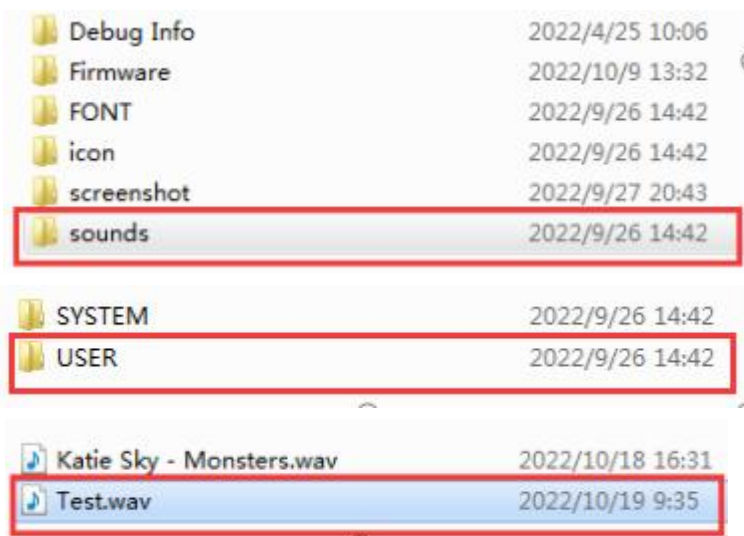 Debug Info 2022/4/25 10:06
Firmware 2022/10/9 13:32
FONT 2022/9/26 14:42
icon 2022/9/26 14:42
screenshot 2022/9/27 20:43
sounds 2022/9/26 14:42
SYSTEM 2022/9/26 14:42
USER 2022/9/26 14:42
Katie Sky - Monsters.wav 2022/10/18 16:31
Test.wav 2022/10/19 9:35